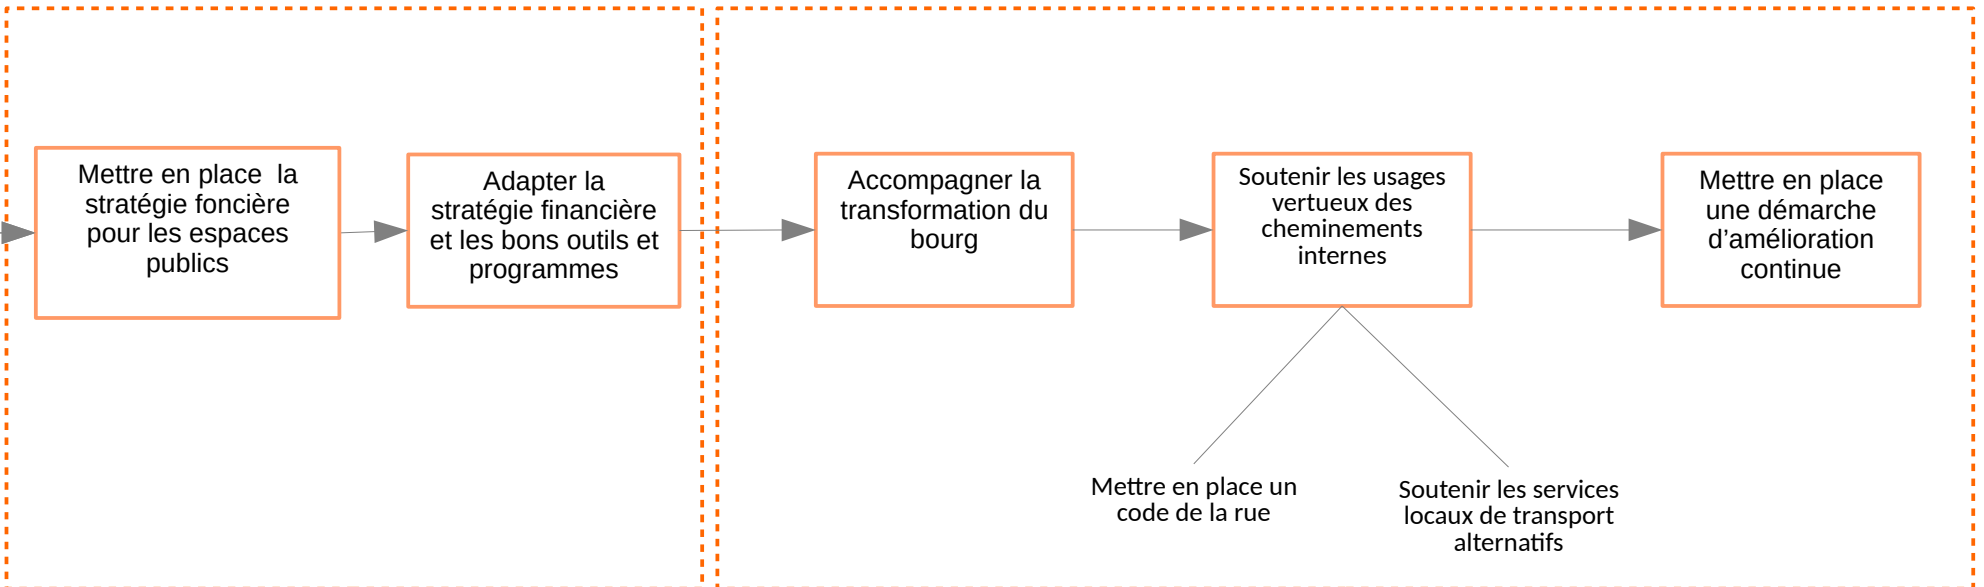 Mettre en place  la
stratégie foncière
pour les espaces
publics
Adapter la
stratégie financière
et les bons outils et
programmes
Accompagner la
transformation du
bourg
Soutenir les usages
vertueux des
cheminements
internes
Mettre en place
une démarche
d’amélioration
continue
Mettre en place un
code de la rue
Soutenir les services
locaux de transport
alternatifs